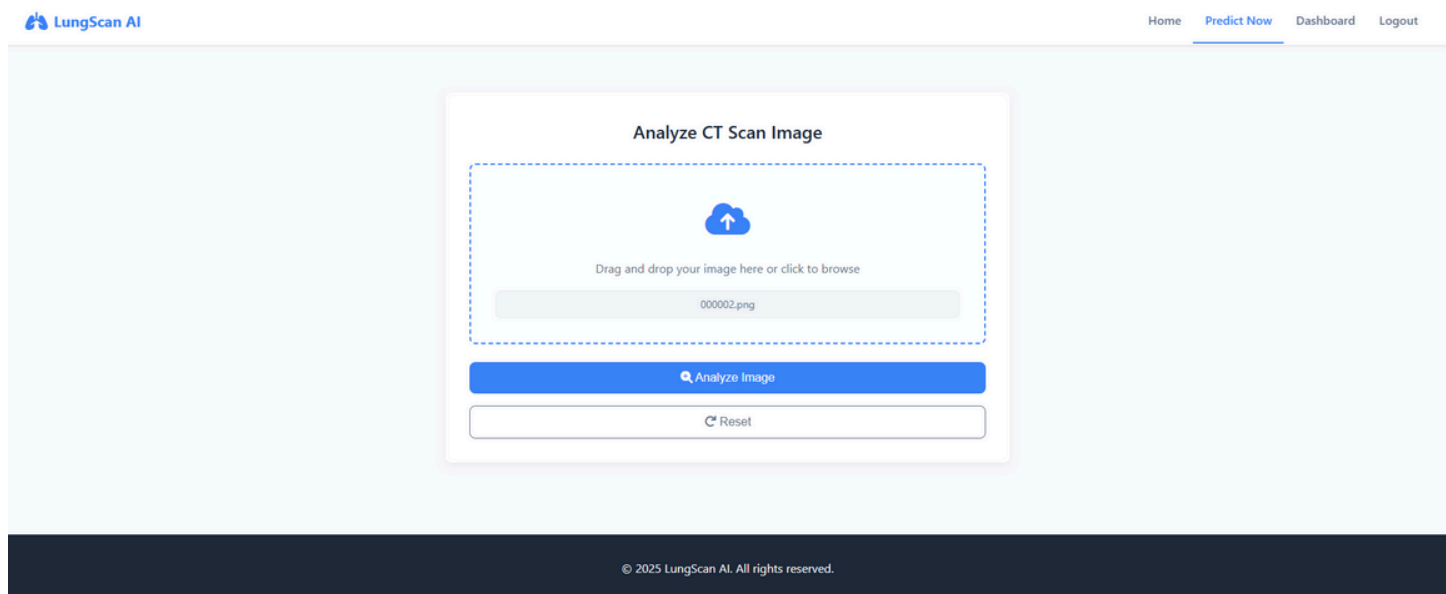 LungScan AI
Home Predict Now Dashboard Logout
Analyze CT Scan Image
Drag and drop your image here or click to browse
000002.png
Analyze Image
Reset
© 2025 LungScan AI. All rights reserved.